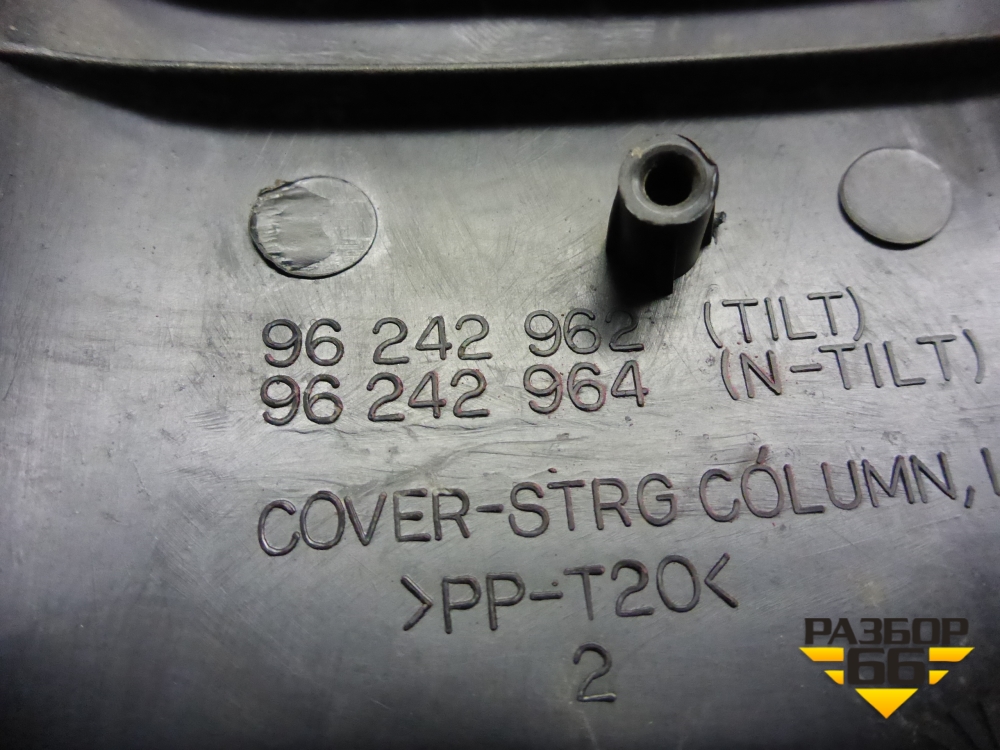 96 242 962 (TILT)
96 242 964 (N-TILT)
COVER-STRG COLUMN,
>PP-T20<
2
РАЗБОР
66